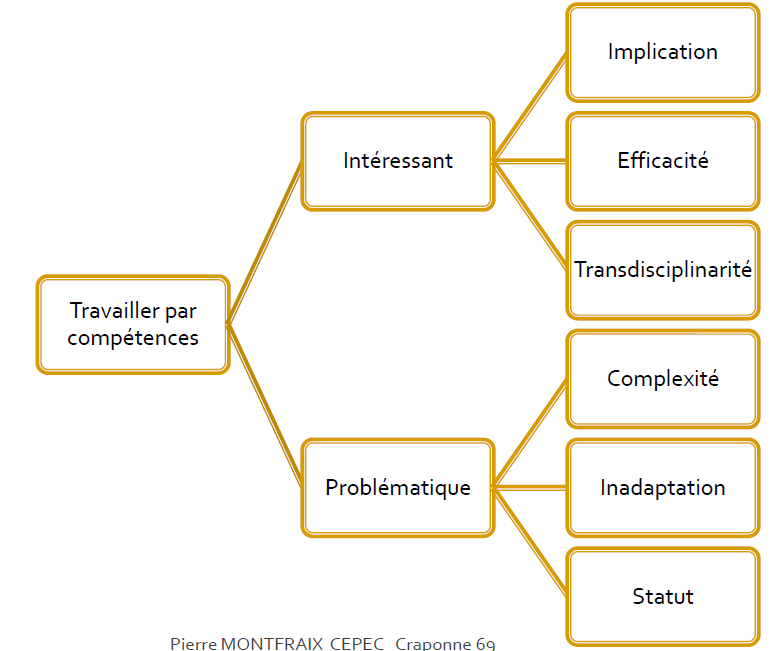 Travailler par
compétences
Intéressant
Implication
Efficacité
Transdisciplinarité
Problématique
Complexité
Inadaptation
Statut
Pierre MONTFRAIX CEPEC Craponne 69